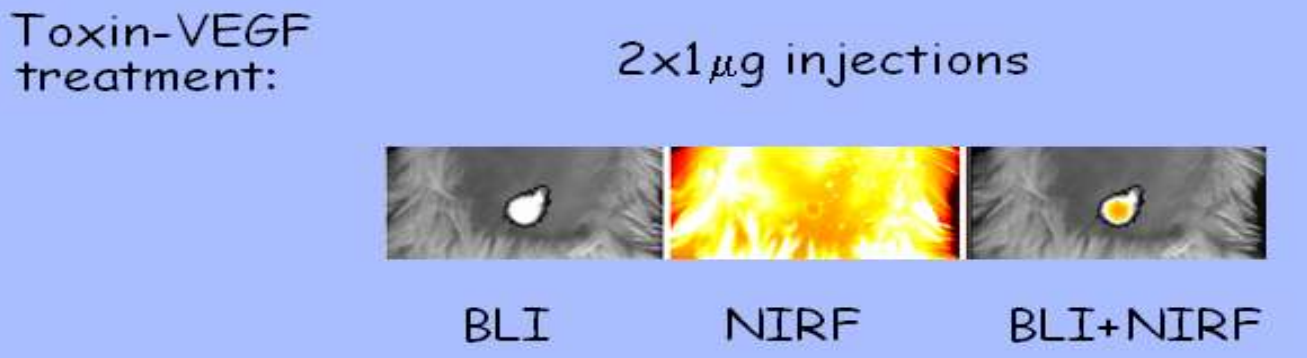 Toxin-VEGF
treatment:
2x1μg injections
BLI
NIRF
BLI+NIRF